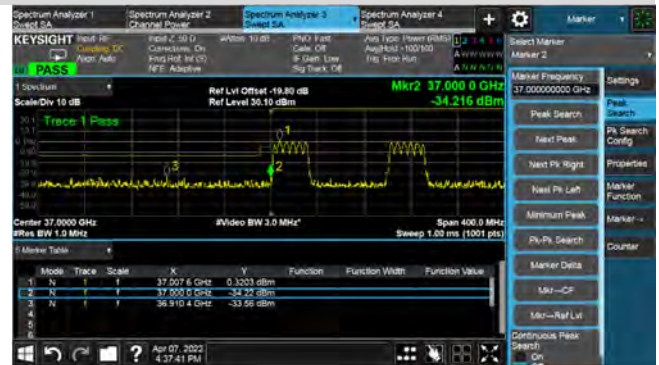 Spectrum Analyzer 1
Swept SA
Spectrum Analyzer 2
Channel Power
Spectrum Analyzer 3
Swept SA
Spectrum Analyzer 4
Swept SA
+
Marker
KEYSIGHT Input: RF
Coupling: DC
Align: Auto
Input Z: 50 Ω
Corrections: On
Freq Ref: Int (S)
NFE: Adaptive
#Atten: 10 dB
PNO: Fast
Gate: Off
IF Gain: Low
Sig Track: Off
Avg Type: Power (RMS)
Avg|Hold: >100/100
Trig: Free Run
PASS
Select Marker
Marker 2
1 Spectrum
Scale/Div 10 dB
Ref Lvl Offset -19.80 dB
Ref Level 30.10 dBm
Mkr2 37.000 0 GHz
-34.216 dBm
Trace 1 Pass
1
2
3
Center 37.0000 GHz
#Res BW 1.0 MHz
#Video BW 3.0 MHz*
Span 400.0 MHz
Sweep 1.00 ms (1001 pts)
5 Marker Table
Mode Trace Scale X Y Function Function Width Function Value
1 N 1 f 37.007 6 GHz 0.3203 dBm
2 N 1 f 37.000 0 GHz -34.22 dBm
3 N 1 f 36.910 4 GHz -33.56 dBm
4
5
6
Marker Frequency
37.000000000 GHz
Peak Search
Next Peak
Next Pk Right
Next Pk Left
Minimum Peak
Pk-Pk Search
Marker Delta
Mkr→CF
Mkr→Ref Lvl
Continuous Peak
Search
On
Settings
Peak
Search
Pk Search
Config
Properties
Marker
Function
Marker→
Counter
?
Apr 07, 2022
4:37:41 PM